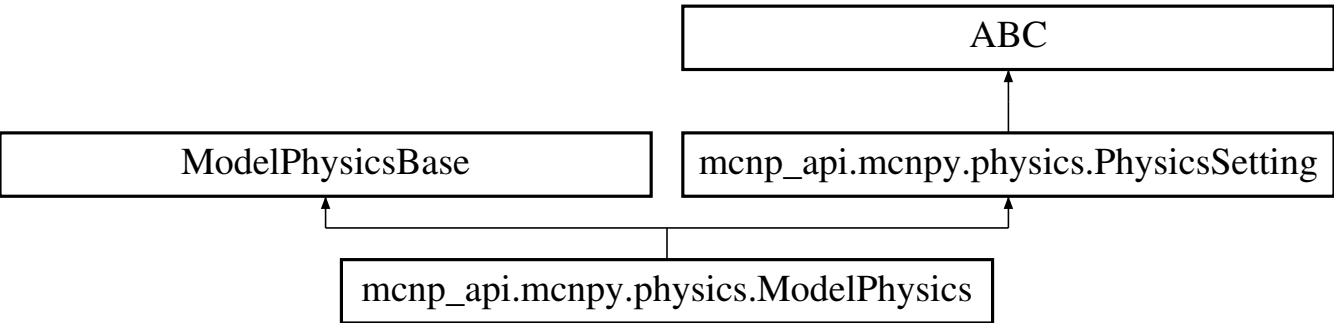 ABC
ModelPhysicsBase
mcnp_api.mcnpy.physics.PhysicsSetting
mcnp_api.mcnpy.physics.ModelPhysics